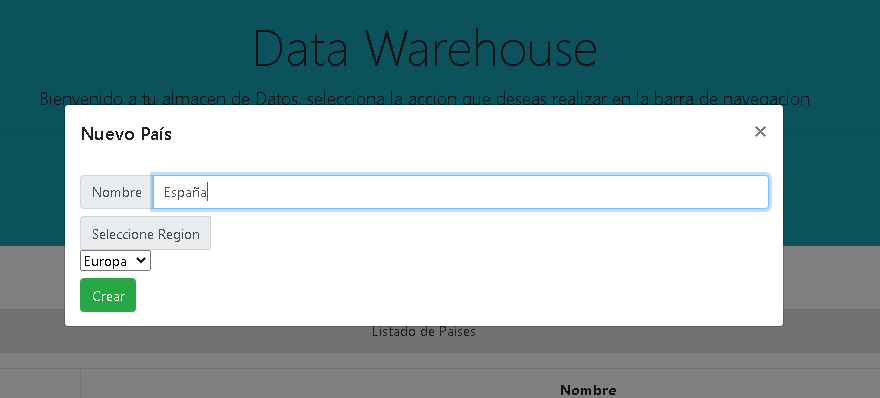 Data Warehouse
Bienvenido a tu almacen de Datos, selecciona la accion que deseas realizar en la barra de navegacion
Nuevo País
×
Nombre España
Seleccione Region
Europa
Crear
Listado de Paises
Nombre